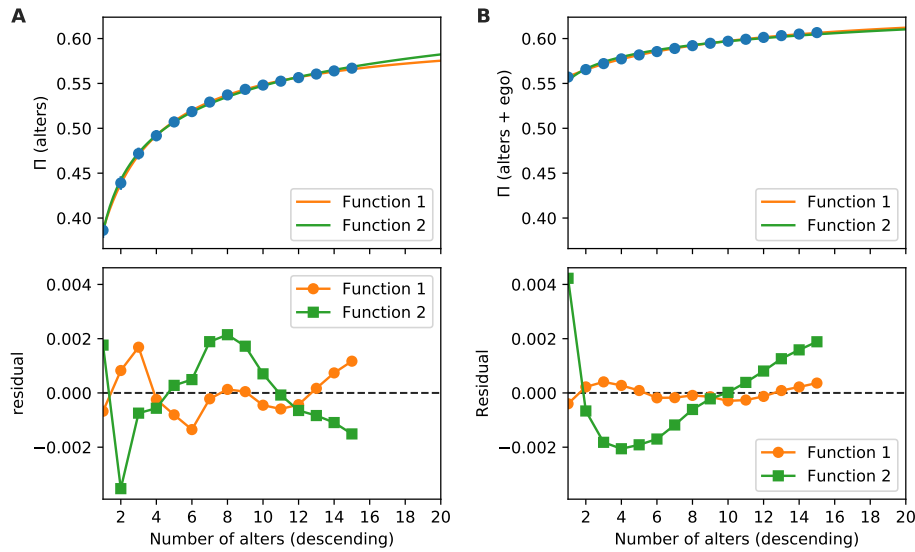 A
0.60
0.55
0.50
0.45
0.40
Π (alters)
Function 1
Function 2
0.004
0.002
0.000
−0.002
residual
Function 1
Function 2
2 4 6 8 10 12 14 16 18 20
Number of alters (descending)
B
0.60
0.55
0.50
0.45
0.40
Π (alters + ego)
Function 1
Function 2
0.004
0.002
0.000
−0.002
Residual
Function 1
Function 2
2 4 6 8 10 12 14 16 18 20
Number of alters (descending)